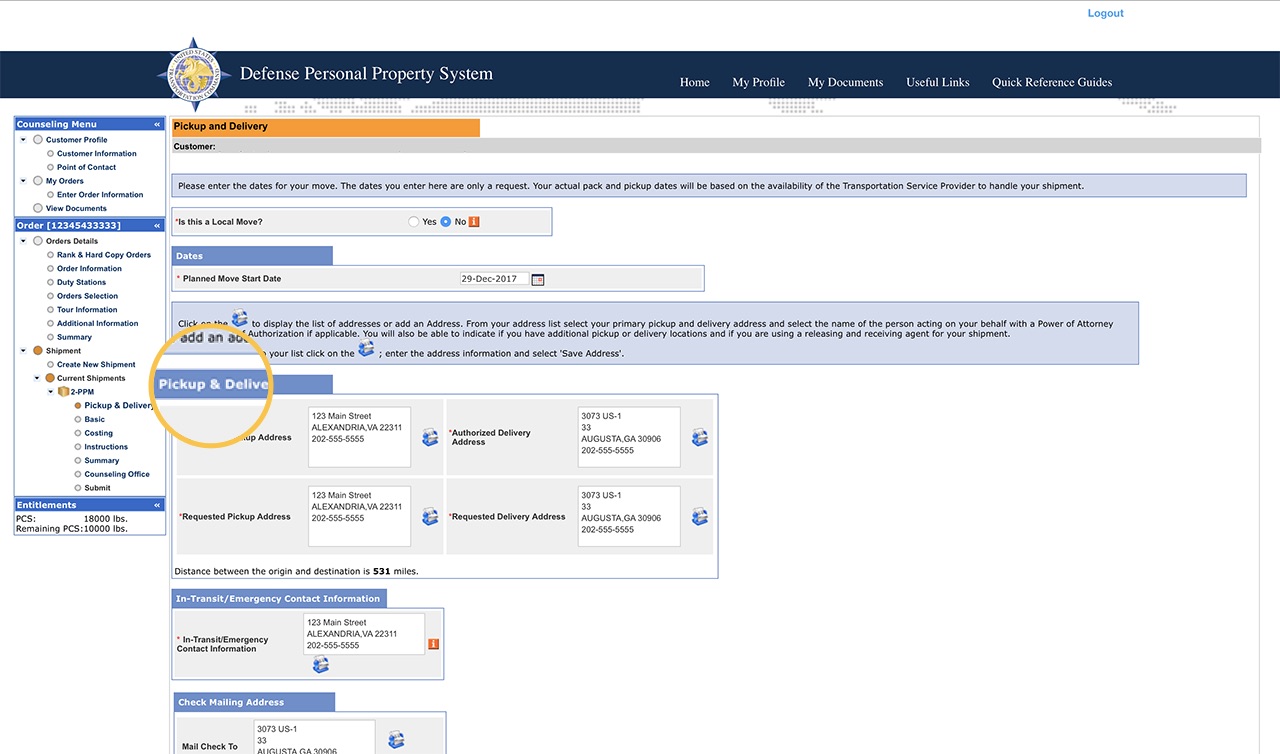 Logout
Defense Personal Property System
Home
My Profile
My Documents
Useful Links
Quick Reference Guides
Counseling Menu «
Customer Profile
Customer Information
Point of Contact
My Orders
Enter Order Information
View Documents
Order [12345433333] «
Orders Details
Rank & Hard Copy Orders
Order Information
Duty Stations
Orders Selection
Tour Information
Additional Information
Summary
Shipment
Create New Shipment
Current Shipments
2-PPM
Pickup & Delivery
Basic
Costing
Instructions
Summary
Counseling Office
Submit
Entitlements «
PCS: 18000 lbs.
Remaining PCS:10000 lbs.
Pickup and Delivery
Customer:
Please enter the dates for your move. The dates you enter here are only a request. Your actual pack and pickup dates will be based on the availability of the Transportation Service Provider to handle your shipment.
*Is this a Local Move? Yes No
Dates
* Planned Move Start Date 29-Dec-2017
Click on the to display the list of addresses or add an Address. From your address list select your primary pickup and delivery address and select the name of the person acting on your behalf with a Power of Attorney
of Authorization if applicable. You will also be able to indicate if you have additional pickup or delivery locations and if you are using a releasing and receiving agent for your shipment.
add an ad
your list click on the ; enter the address information and select 'Save Address'.
Pickup & Delive
Address
123 Main Street
ALEXANDRIA,VA 22311
202-555-5555
*Authorized Delivery
Address
3073 US-1
33
AUGUSTA,GA 30906
202-555-5555
*Requested Pickup Address
123 Main Street
ALEXANDRIA,VA 22311
202-555-5555
*Requested Delivery Address
3073 US-1
33
AUGUSTA,GA 30906
202-555-5555
Distance between the origin and destination is 531 miles.
In-Transit/Emergency Contact Information
* In-Transit/Emergency
Contact Information
123 Main Street
ALEXANDRIA,VA 22311
202-555-5555
Check Mailing Address
Mail Check To
3073 US-1
33
AUGUSTA,GA 30906